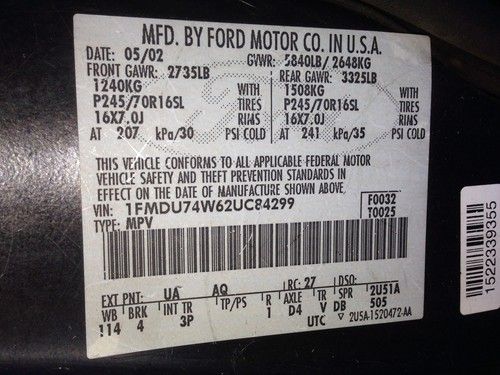 MFD. BY FORD MOTOR CO. IN U.S.A.
DATE: 05/02 GVWR: 5840LB/ 2648KG
FRONT GAWR: 2735LB REAR GAWR: 3325LB
1240KG WITH 1508KG WITH
P245/70R16SL TIRES P245/70R16SL TIRES
16X7.0J RIMS 16X7.0J RIMS
AT 207 kPa/30 PSI COLD AT 241 kPa/35 PSI COLD
THIS VEHICLE CONFORMS TO ALL APPLICABLE FEDERAL MOTOR
VEHICLE SAFETY AND THEFT PREVENTION STANDARDS IN
EFFECT ON THE DATE OF MANUFACTURE SHOWN ABOVE.
VIN: 1FMDU74W62UC84299 F0032
TYPE: MPV T0025
EXT PNT: UA AQ RC: 27 DSO:
WB BRK INT TR TP/PS R AXLE TR SPR 2U51A
114 4 3P 1 D4 V DB 505
UTC 2U5A-1520472-AA
1522339355